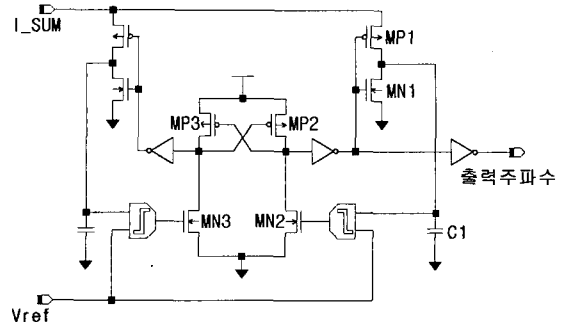 I_SUM
MP1
MN1
MP3
MP2
출력주파수
MN3
MN2
C1
Vref